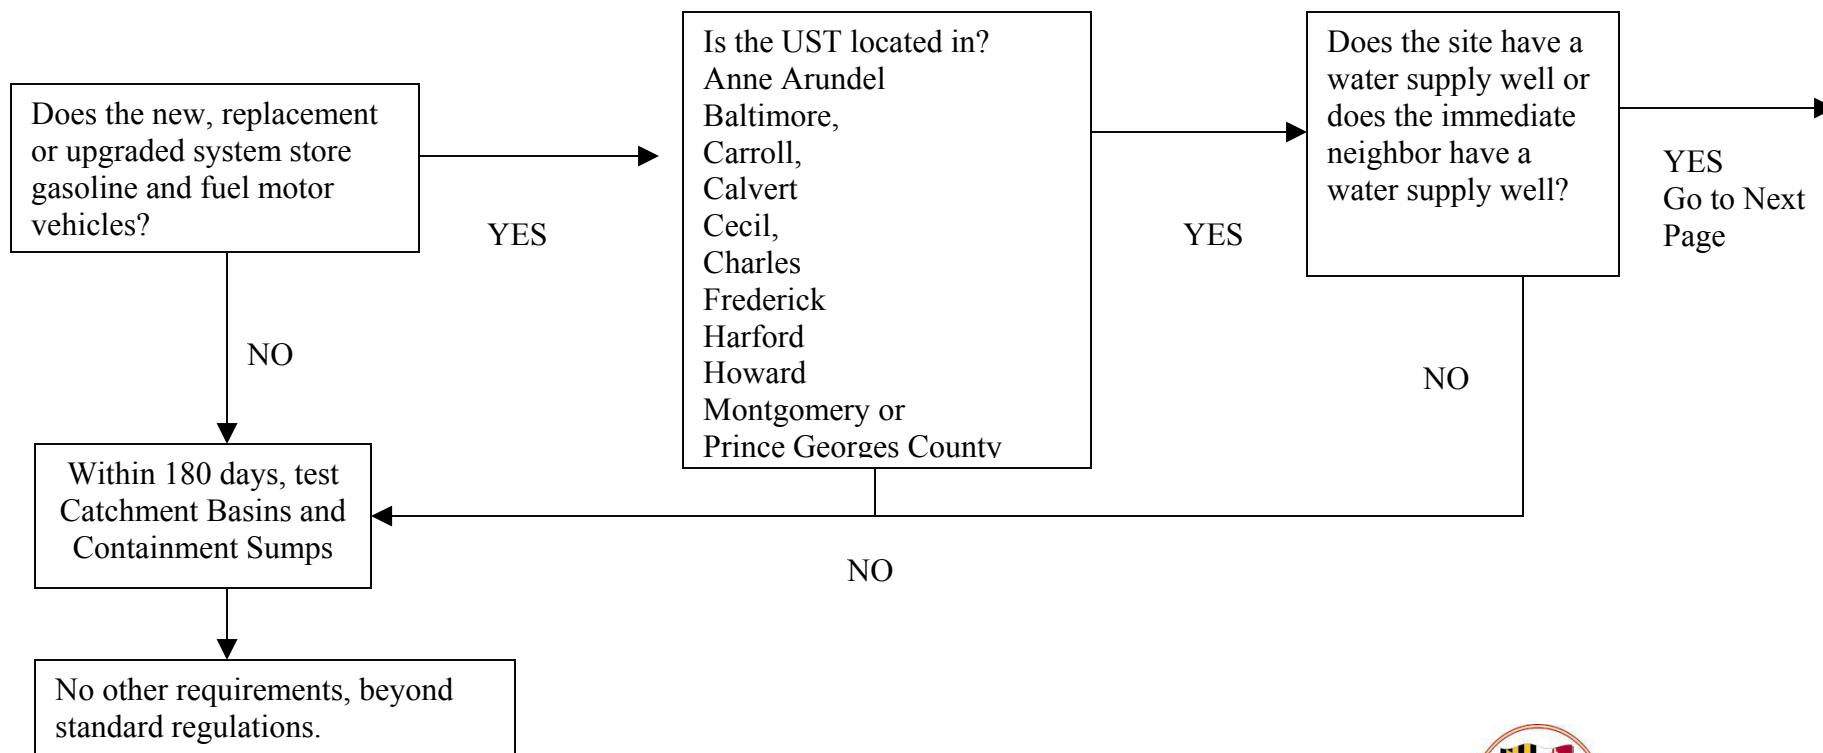 Does the new, replacement
or upgraded system store
gasoline and fuel motor
vehicles?
YES
NO
Is the UST located in?
Anne Arundel
Baltimore,
Carroll,
Calvert
Cecil,
Charles
Frederick
Harford
Howard
Montgomery or
Prince Georges County
YES
NO
Does the site have a
water supply well or
does the immediate
neighbor have a
water supply well?
YES
Go to Next
Page
NO
Within 180 days, test
Catchment Basins and
Containment Sumps
No other requirements, beyond
standard regulations.